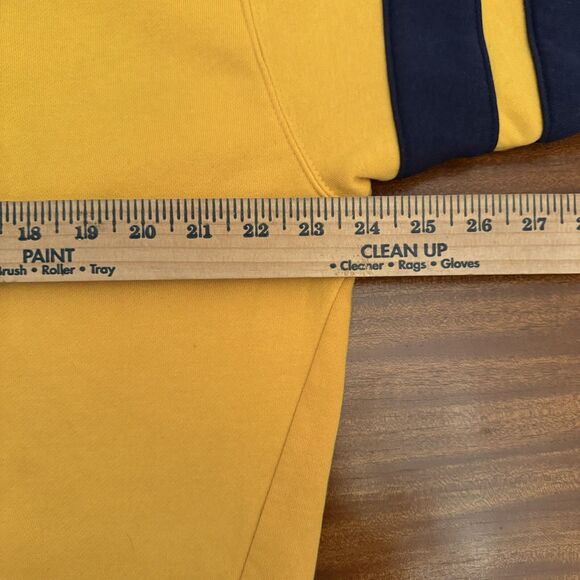 18 19 20 21 22 23 24 25 26 27
PAINT CLEAN UP
Brush • Roller • Tray • Cleaner • Rags • Gloves